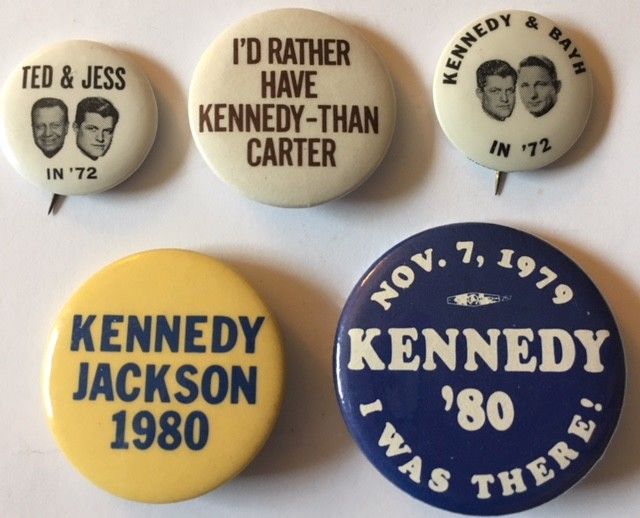 TED & JESS
IN '72
I'D RATHER
HAVE
KENNEDY-THAN
CARTER
KENNEDY & BAYH
IN '72
KENNEDY
JACKSON
1980
NOV. 7, 1979
KENNEDY
'80
I WAS THERE!